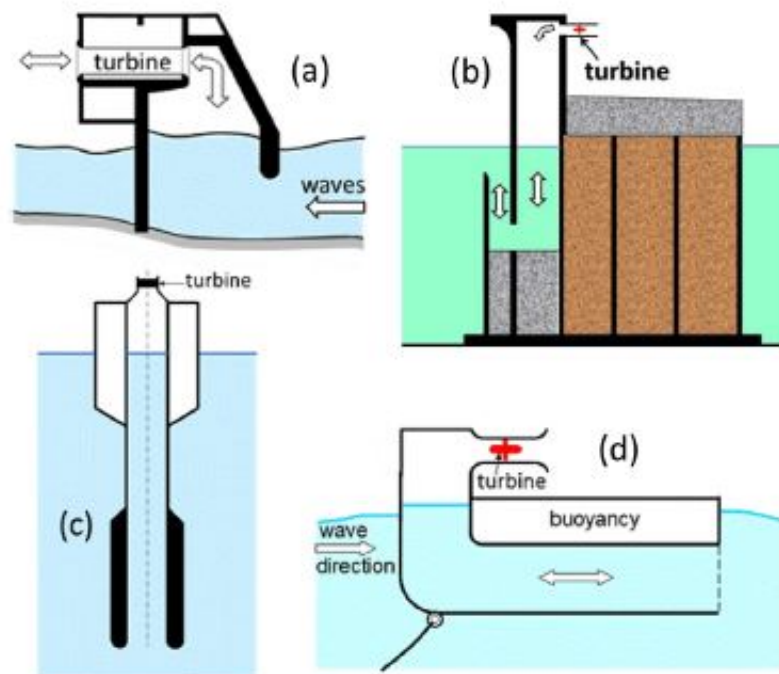 turbine
(a)
waves
(b)
turbine
turbine
(c)
(d)
turbine
buoyancy
wave
direction